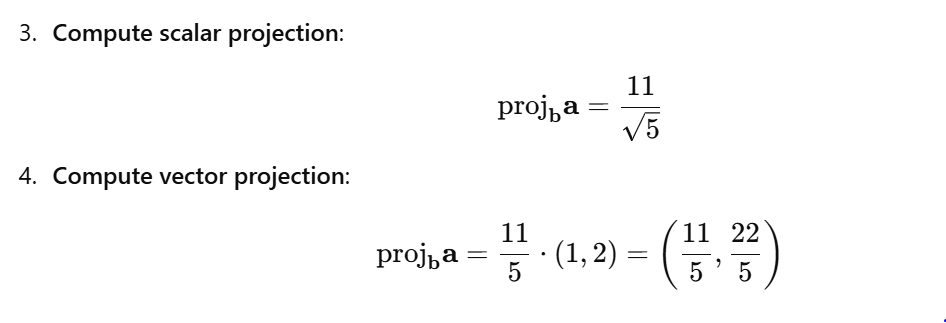 3. Compute scalar projection:
proj_b a = 11/√5
4. Compute vector projection:
proj_b a = 11/5 · (1, 2) = (11/5, 22/5)